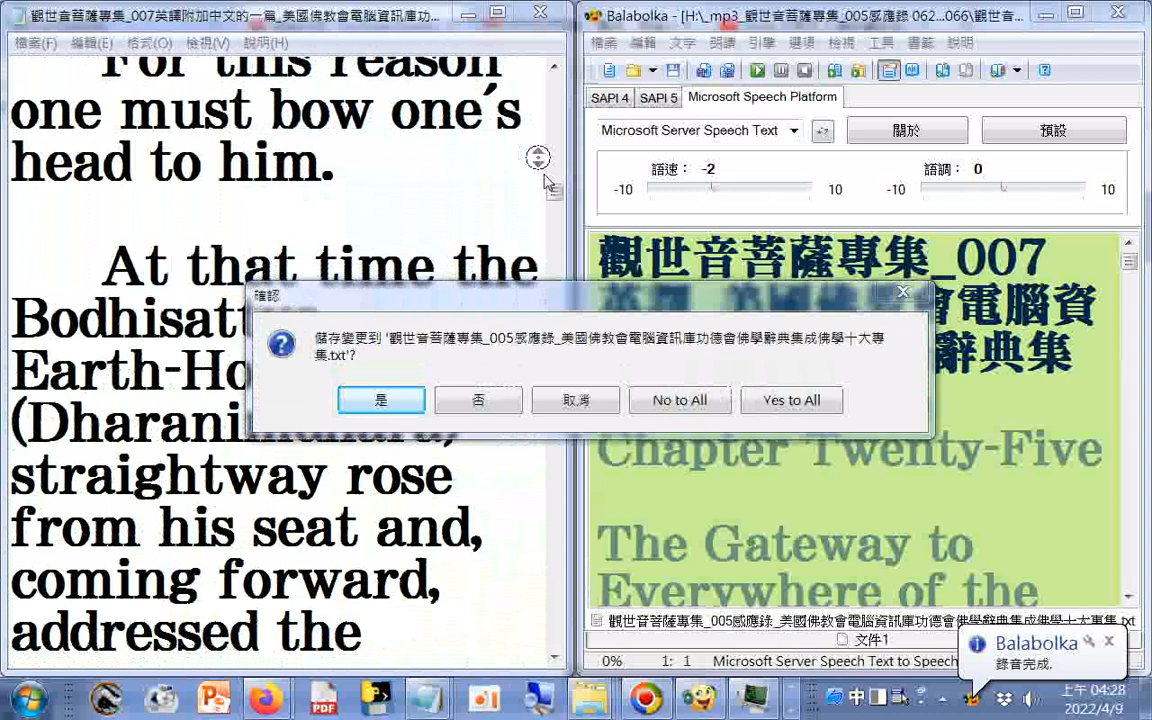 觀世音菩薩專集_007英譯附加中文的一篇_美國佛教會電腦資訊庫功...
檔案(F) 編輯(E) 格式(O) 檢視(V) 說明(H)
For this reason
one must bow one's
head to him.
At that time the
Bodhisatt
Earth-Ho
(Dharanimdhara)
straightway rose
from his seat and,
coming forward,
addressed the
Balabolka - [H:\_mp3_觀世音菩薩專集_005感應錄 062...066\觀世音...
檔案 編輯 文字 朗讀 引擎 選項 檢視 工具 書籤 說明
SAPI 4 SAPI 5 Microsoft Speech Platform
Microsoft Server Speech Text 關於 預設
語速： -2 語調： 0
-10 10 -10 10
觀世音菩薩專集_007
英譯_美國佛教會電腦資
辭典集
Chapter Twenty-Five
The Gateway to
Everywhere of the
觀世音菩薩專集_005感應錄_美國佛教會電腦資訊庫功德會佛學辭典集成佛學十大專集.txt
文件1
0% 1: 1 Microsoft Server Speech Text to Speech
確認
儲存變更到 '觀世音菩薩專集_005感應錄_美國佛教會電腦資訊庫功德會佛學辭典集成佛學十大專
集.txt'?
是 否 取消 No to All Yes to All
Balabolka
錄音完成.
中
上午 04:28
2022/4/9